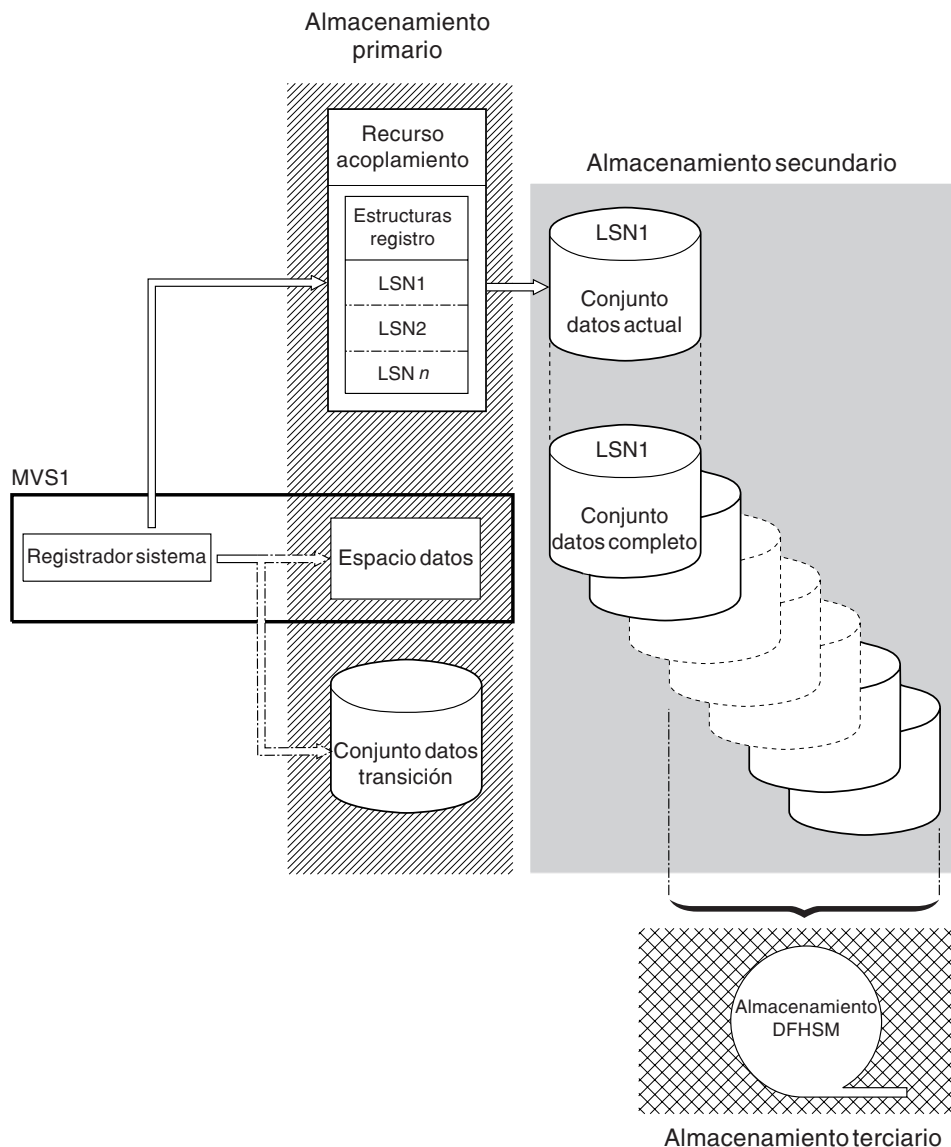 Almacenamiento
primario
Recurso
acoplamiento
Estructuras
registro
LSN1
LSN2
LSN n
Almacenamiento secundario
LSN1
Conjunto
datos actual
LSN1
Conjunto
datos completo
MVS1
Registrador sistema
Espacio datos
Conjunto datos
transición
Almacenamiento
DFHSM
Almacenamiento terciario